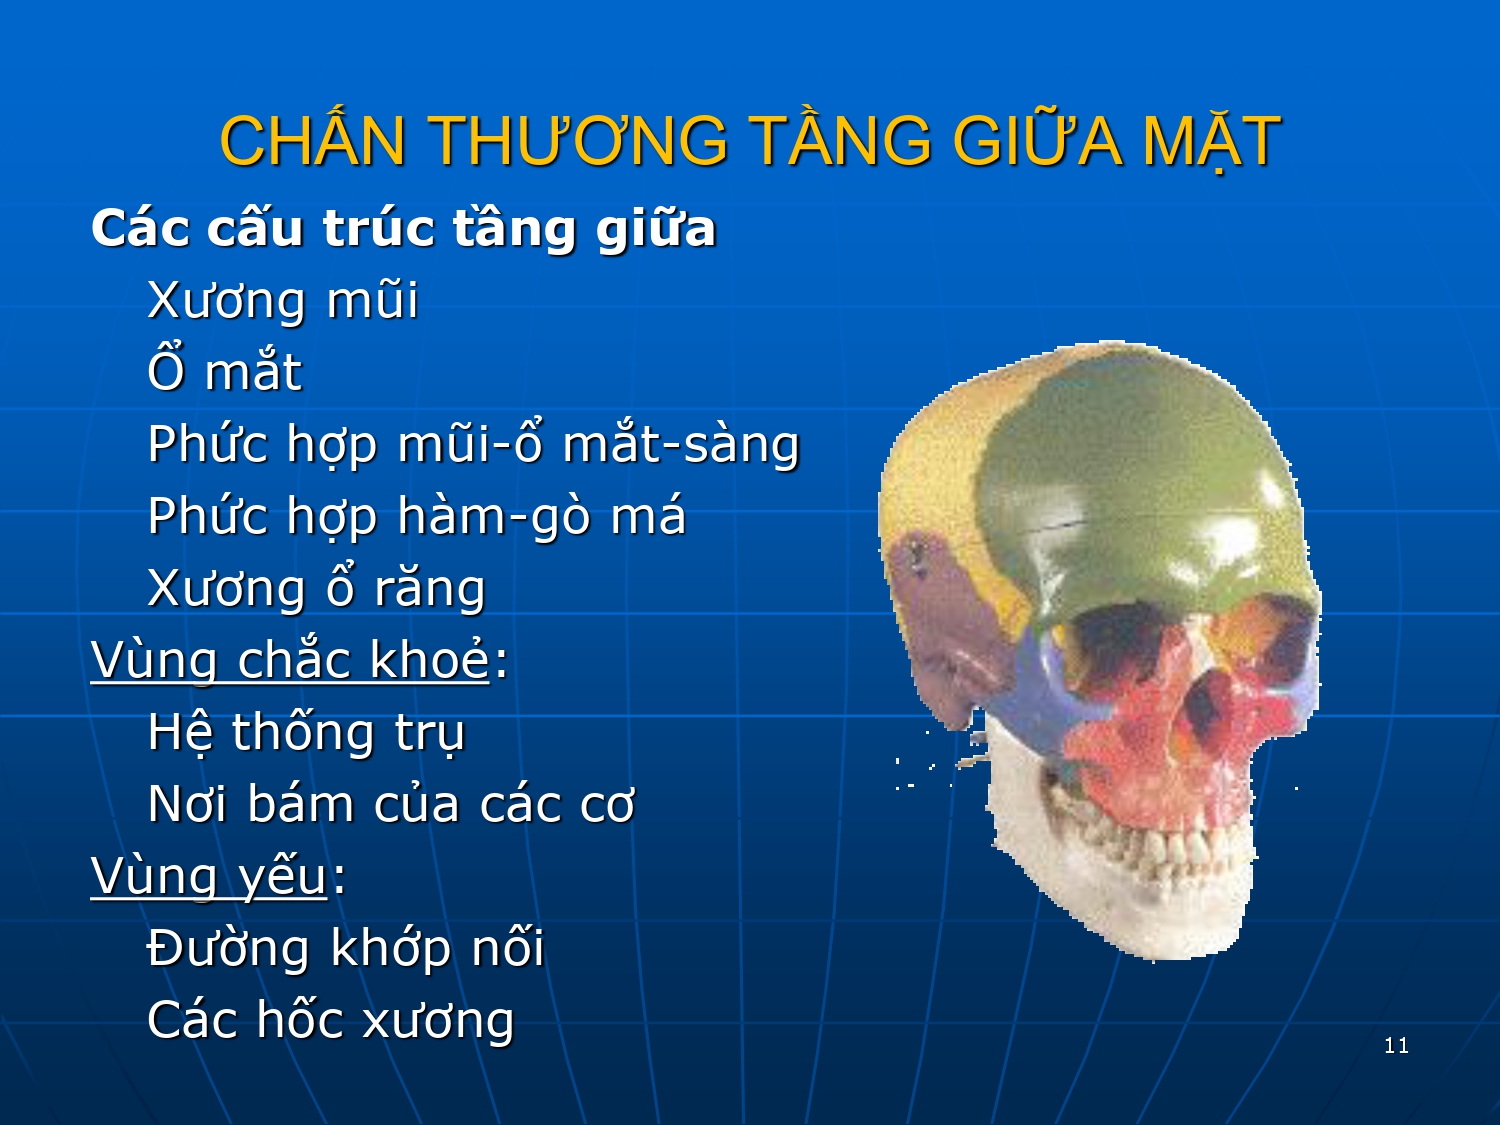 CHẤN THƯƠNG TẦNG GIỮA MẶT
Các cấu trúc tầng giữa
Xương mũi
Ổ mắt
Phức hợp mũi-ổ mắt-sàng
Phức hợp hàm-gò má
Xương ổ răng
Vùng chắc khoẻ:
Hệ thống trụ
Nơi bám của các cơ
Vùng yếu:
Đường khớp nối
Các hốc xương
11